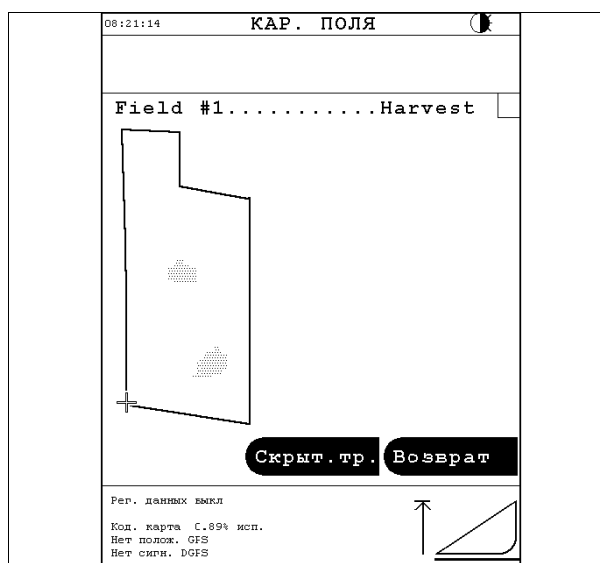 08:21:14 КАР. ПОЛЯ
Field #1...........Harvest
Скрыт.тр. Возврат
Рег. данных выкл
Код. карта 0.89% исп.
Нет полож. GPS
Нет сигн. DGPS